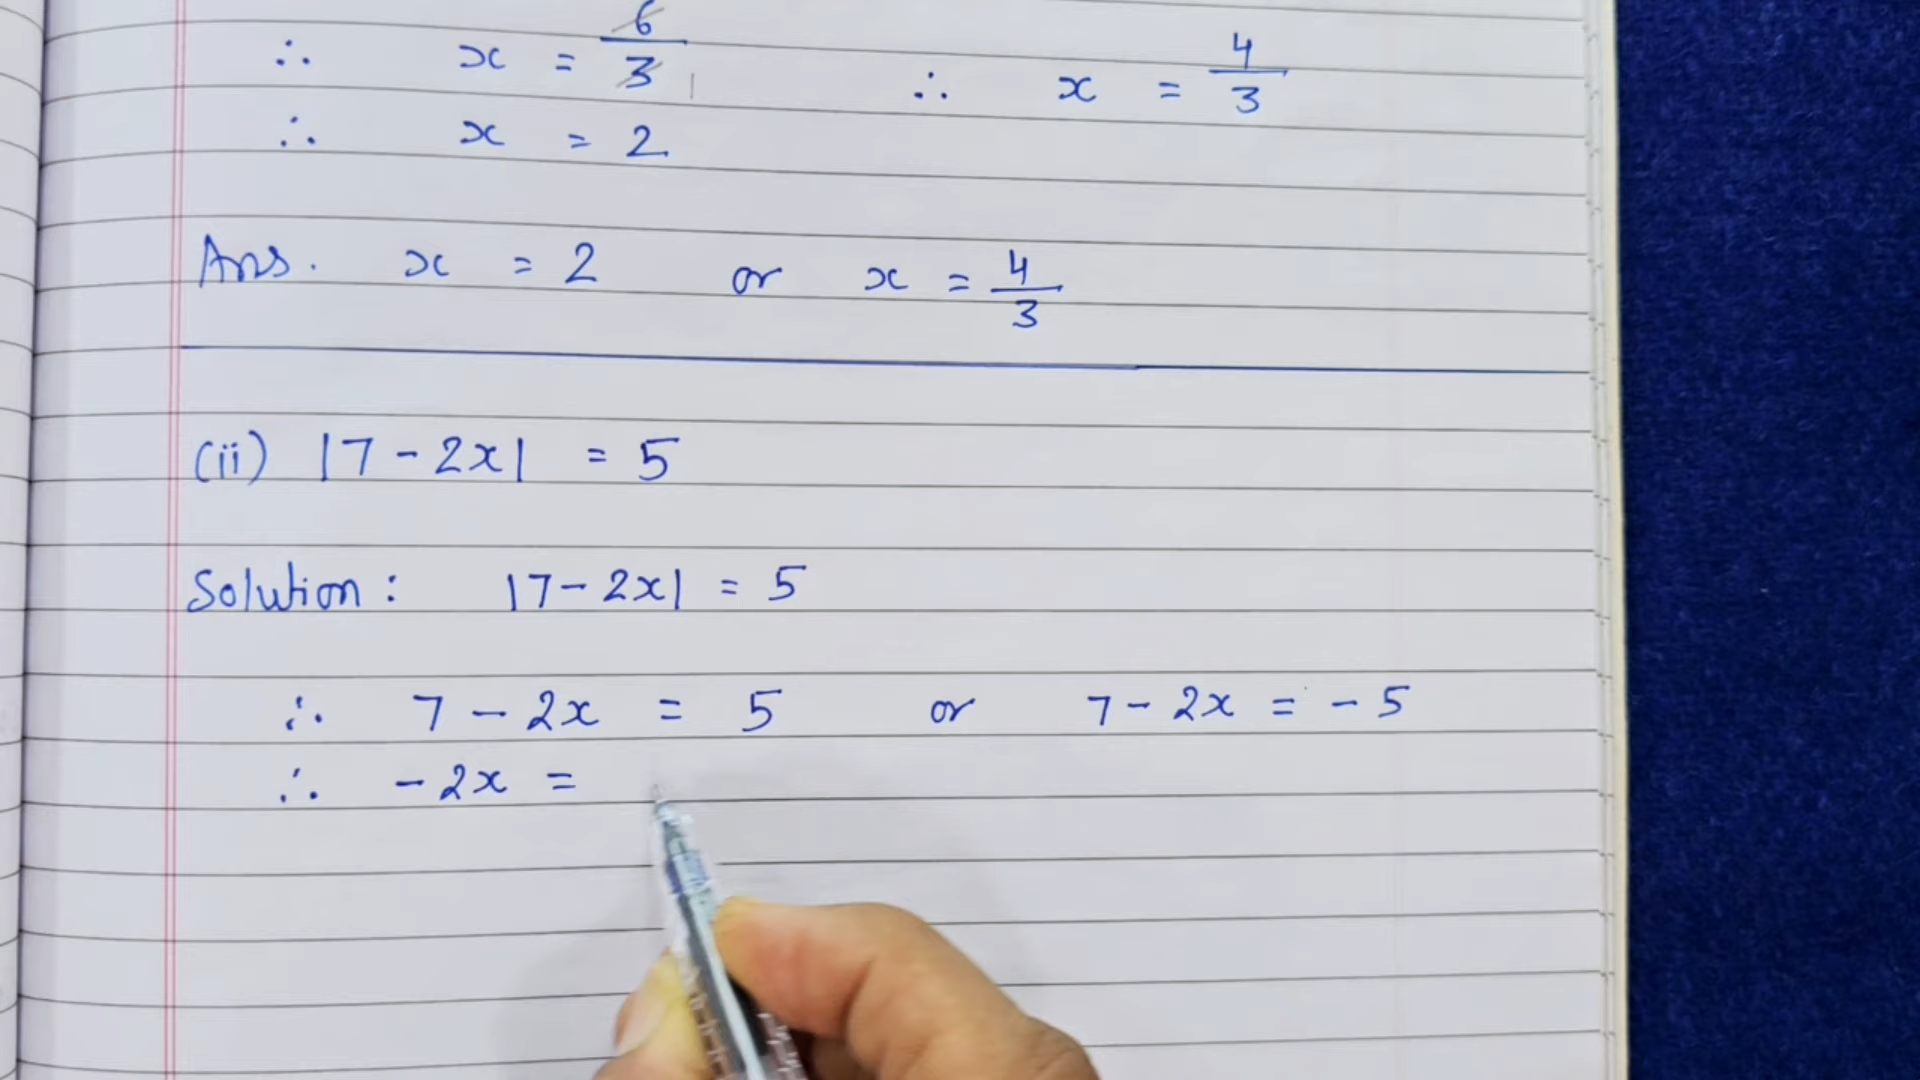 ∴ x = 6/3 1 ∴ x = 4/3
∴ x = 2
Ans. x = 2 or x = 4/3
(ii) |7 - 2x| = 5
Solution : |7 - 2x| = 5
∴ 7 - 2x = 5 or 7 - 2x = - 5
∴ - 2x =